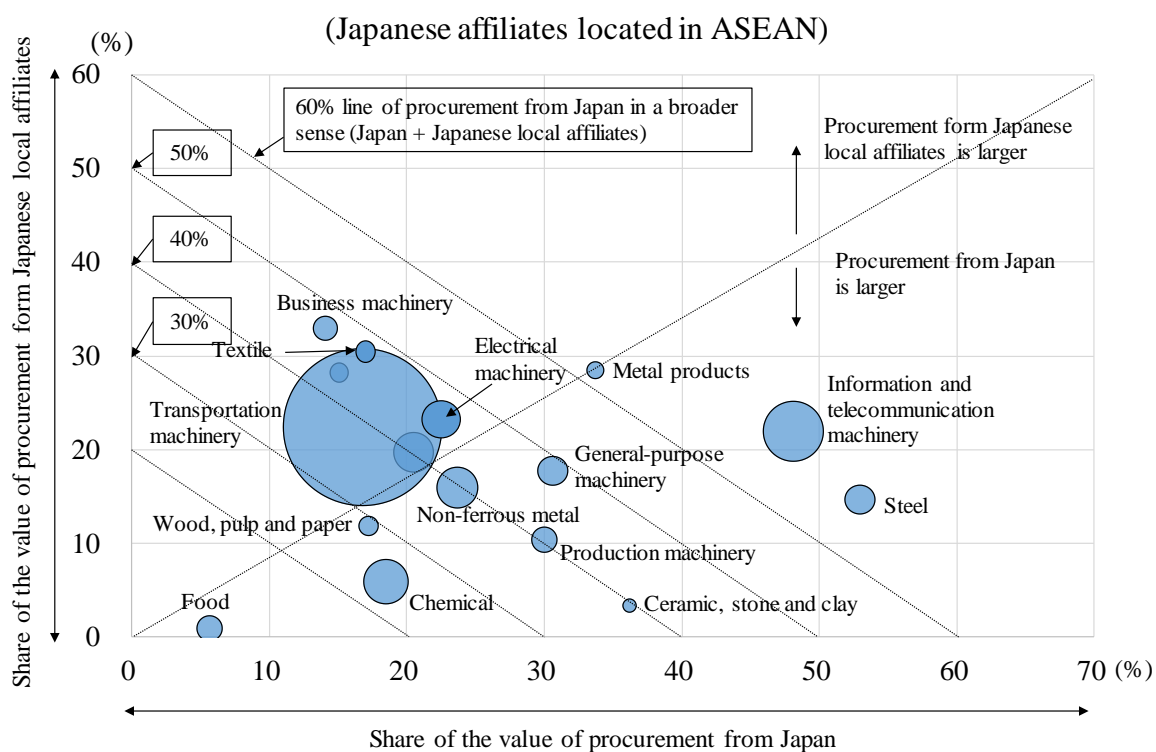 (Japanese affiliates located in ASEAN)
(%)
Share of the value of procurement form Japanese local affiliates
60
50
40
30
20
10
0
60% line of procurement from Japan in a broader
sense (Japan + Japanese local affiliates)
50%
40%
30%
Procurement form Japanese
local affiliates is larger
Procurement from Japan
is larger
Business machinery
Textile
Electrical
machinery
Metal products
Information and
telecommunication
machinery
Transportation
machinery
General-purpose
machinery
Steel
Non-ferrous metal
Wood, pulp and paper
Production machinery
Chemical
Ceramic, stone and clay
Food
0
10
20
30
40
50
60
70
(%)
Share of the value of procurement from Japan